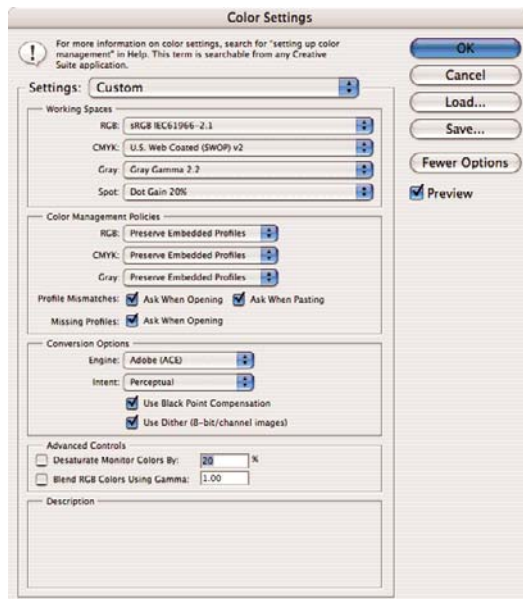 Color Settings
For more information on color settings, search for "setting up color
management" in Help. This term is searchable from any Creative
Suite application.
Settings: Custom
Working Spaces
RGB: sRGB IEC61966-2.1
CMYK: U.S. Web Coated (SWOP) v2
Gray: Gray Gamma 2.2
Spot: Dot Gain 20%
Color Management Policies
RGB: Preserve Embedded Profiles
CMYK: Preserve Embedded Profiles
Gray: Preserve Embedded Profiles
Profile Mismatches: Ask When Opening Ask When Pasting
Missing Profiles: Ask When Opening
Conversion Options
Engine: Adobe (ACE)
Intent: Perceptual
Use Black Point Compensation
Use Dither (8-bit/channel images)
Advanced Controls
Desaturate Monitor Colors By: 20 %
Blend RGB Colors Using Gamma: 1.00
Description
OK
Cancel
Load...
Save...
Fewer Options
Preview